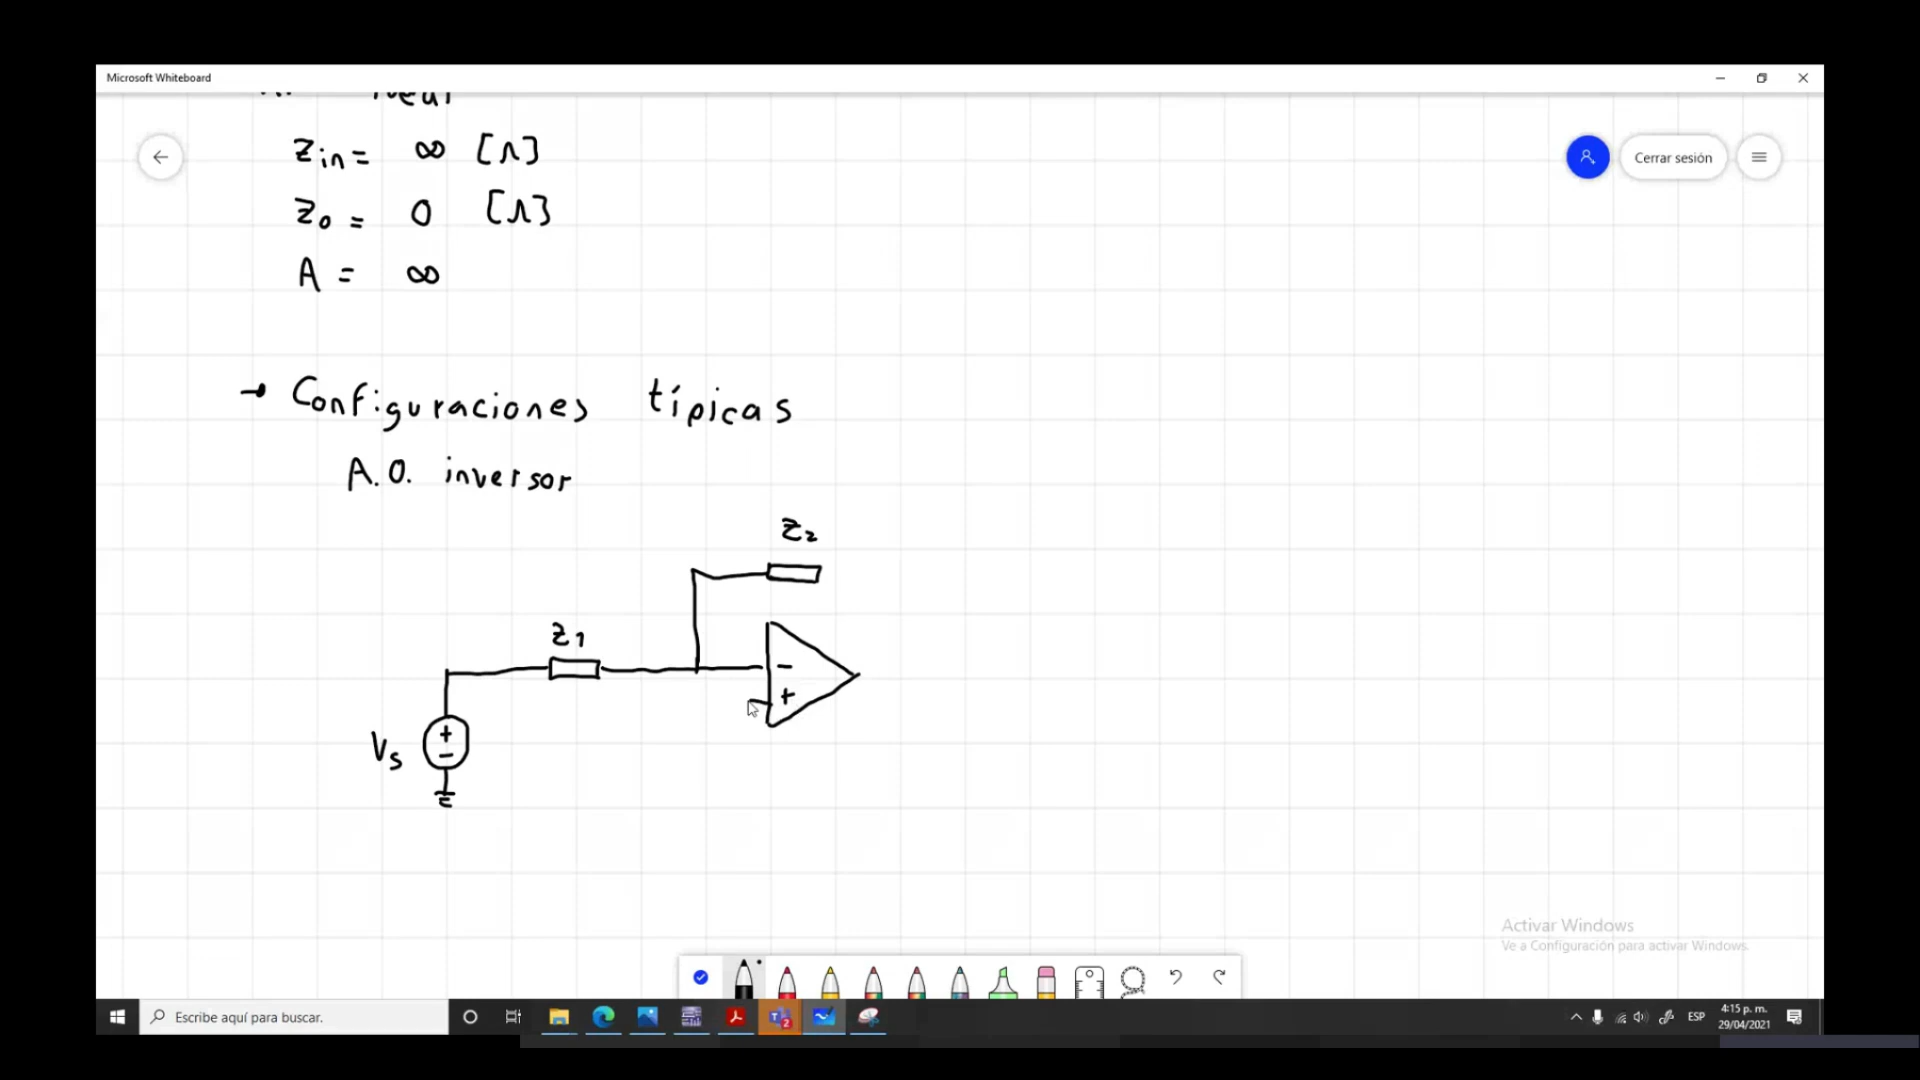 Microsoft Whiteboard
ideal
Zin = ∞ [Ω]
Cerrar sesión
Zo = 0 [Ω]
A = ∞
→ Configuraciones típicas
A.O. inversor
Z2
Z1
-
+
Vs
+
-
Activar Windows
Ve a Configuración para activar Windows.
Escribe aquí para buscar.
ESP
4:15 p. m.
29/04/2021